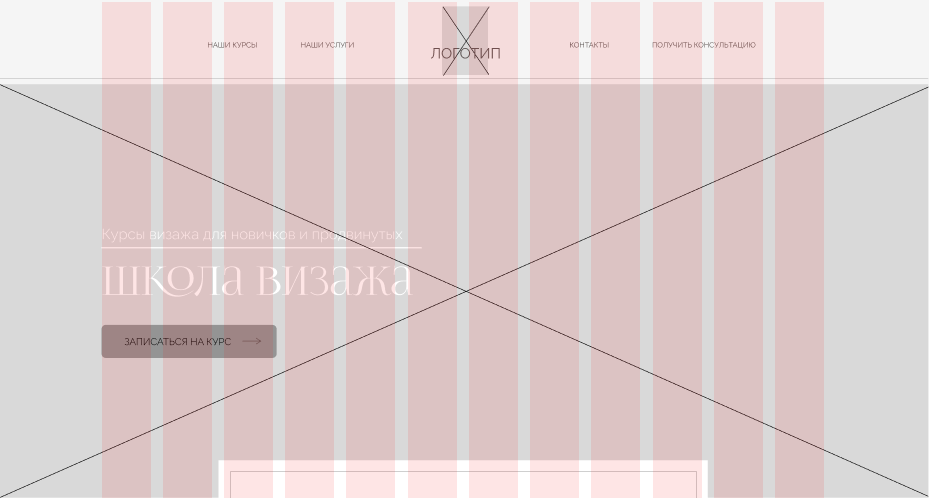 НАШИ КУРСЫ
НАШИ УСЛУГИ
ЛОГОТИП
КОНТАКТЫ
ПОЛУЧИТЬ КОНСУЛЬТАЦИЮ
Курсы визажа для новичков и продвинутых
школа визажа
ЗАПИСАТЬСЯ НА КУРС